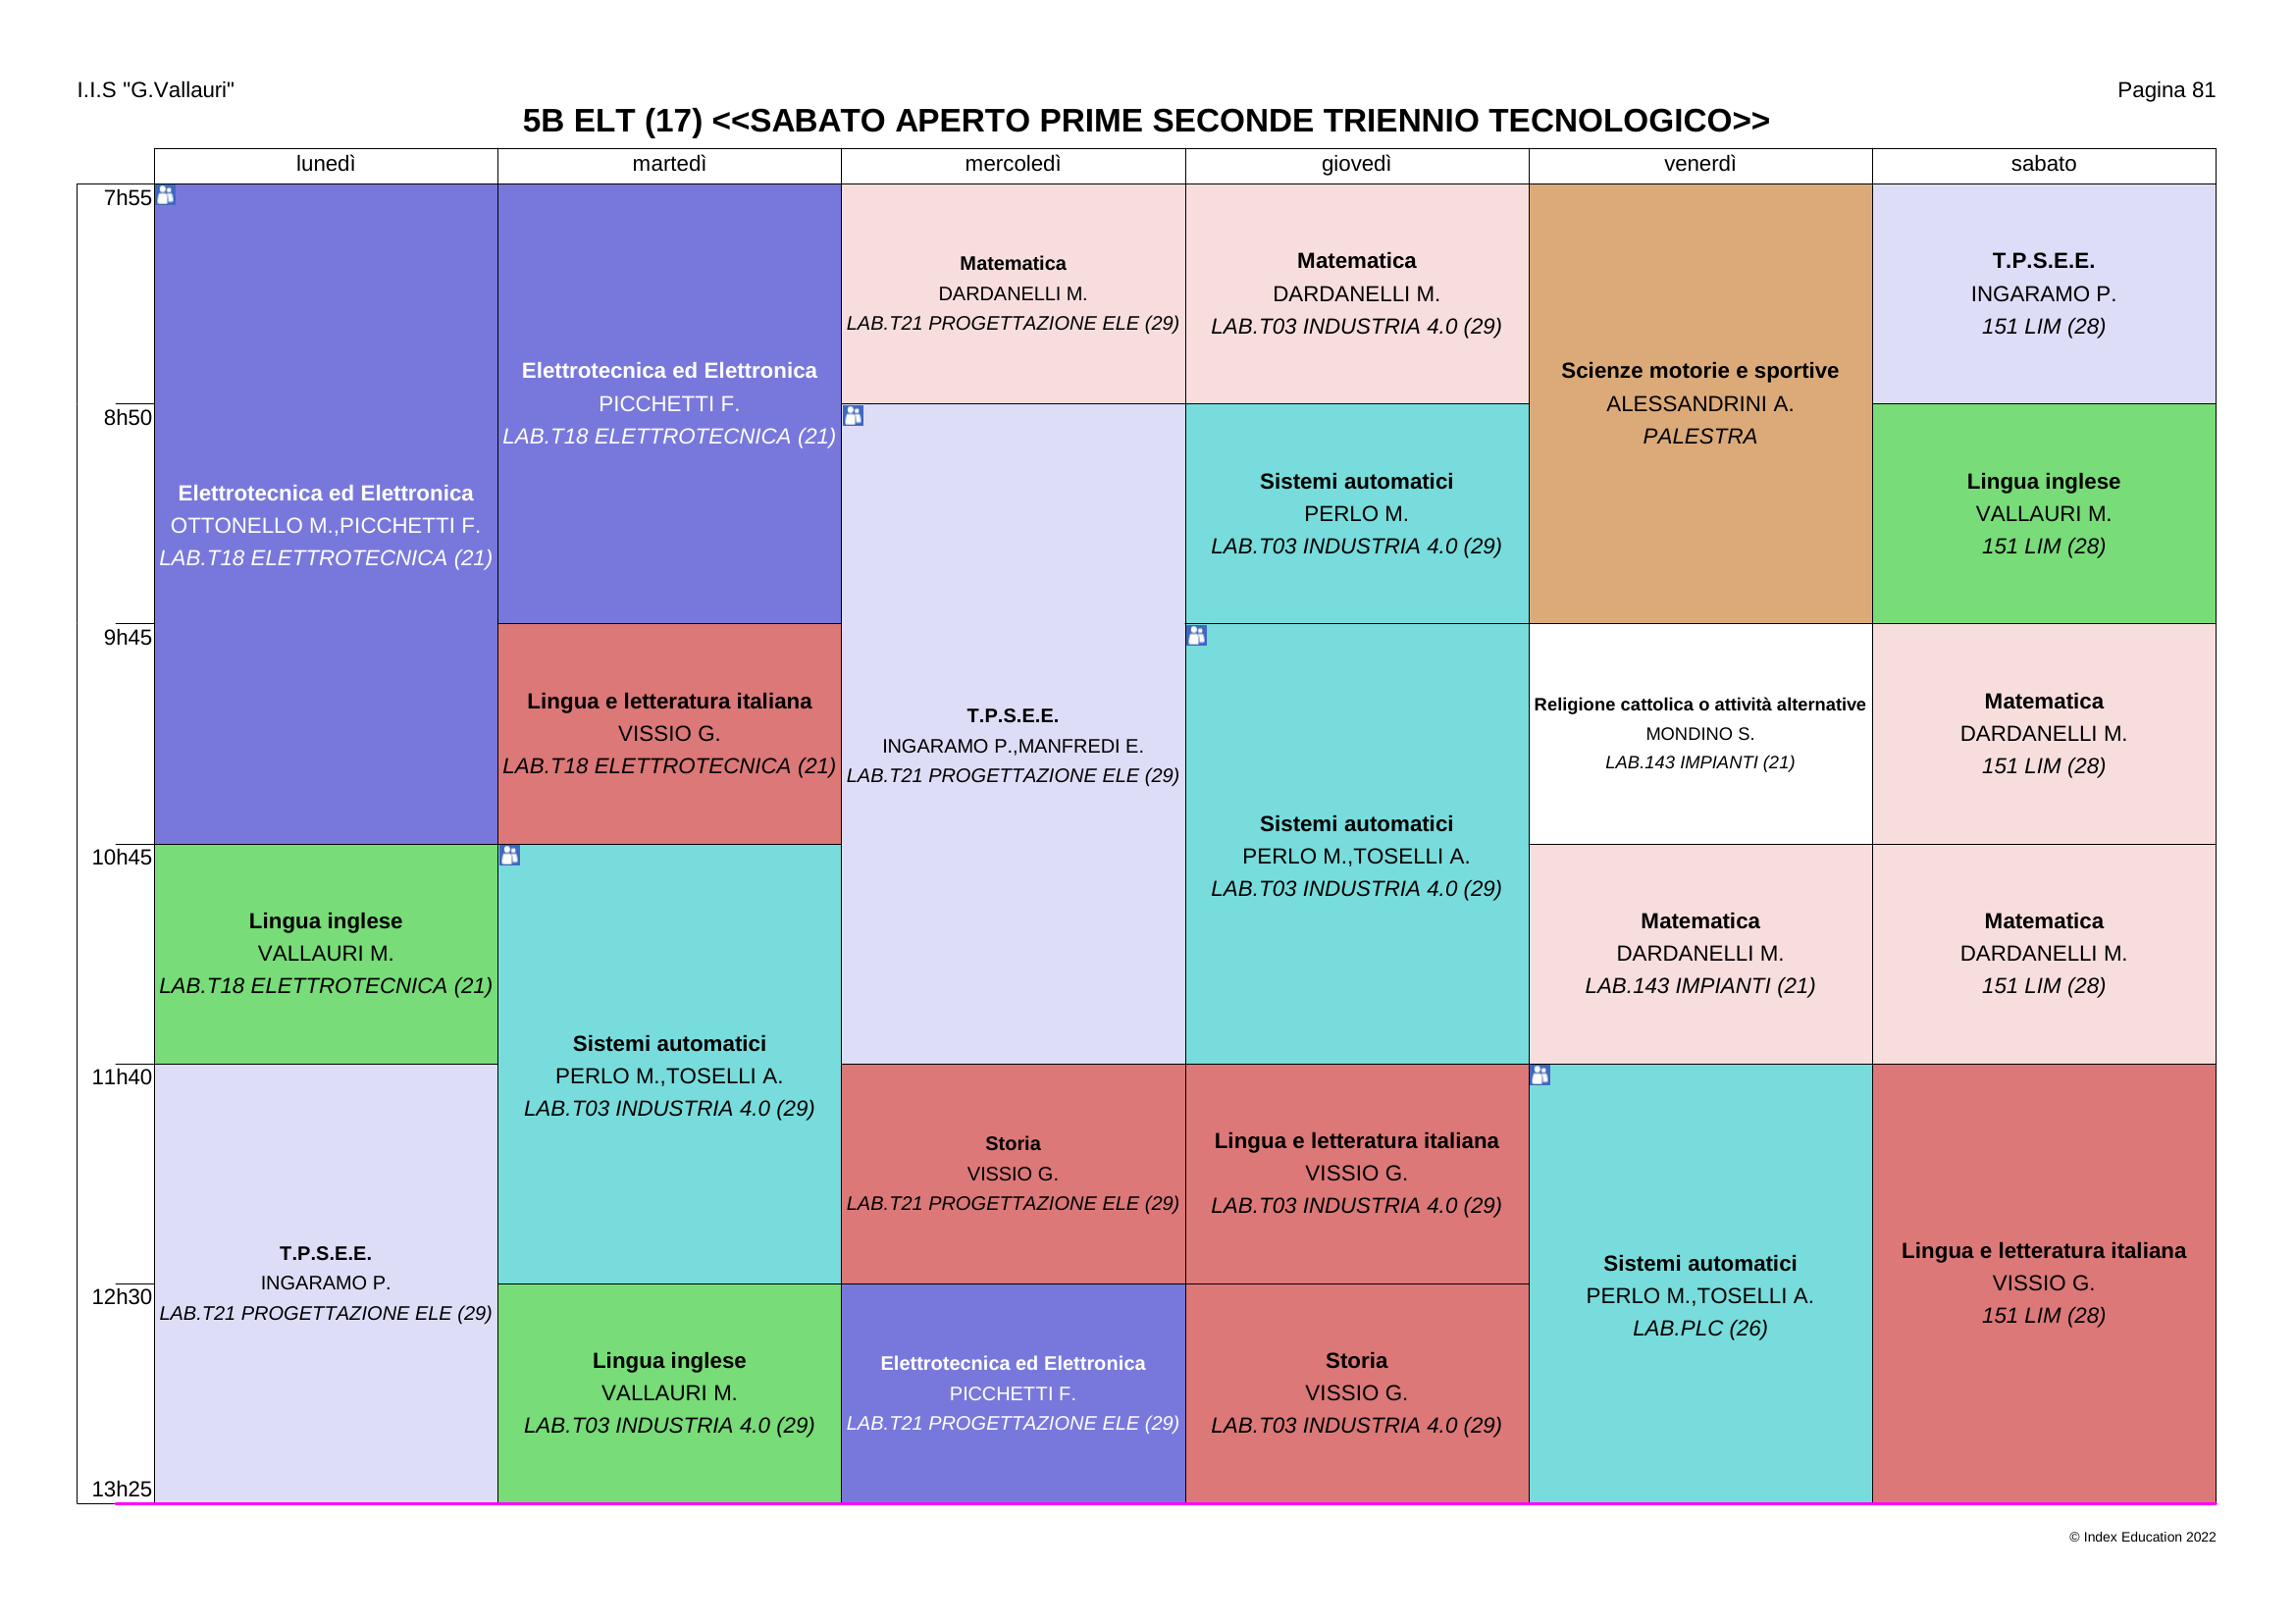 I.I.S "G.Vallauri"
Pagina 81
5B ELT (17) <<SABATO APERTO PRIME SECONDE TRIENNIO TECNOLOGICO>>
lunedì
martedì
mercoledì
giovedì
venerdì
sabato
7h55
8h50
9h45
10h45
11h40
12h30
13h25
Elettrotecnica ed Elettronica
OTTONELLO M.,PICCHETTI F.
LAB.T18 ELETTROTECNICA (21)
Lingua inglese
VALLAURI M.
LAB.T18 ELETTROTECNICA (21)
T.P.S.E.E.
INGARAMO P.
LAB.T21 PROGETTAZIONE ELE (29)
Elettrotecnica ed Elettronica
PICCHETTI F.
LAB.T18 ELETTROTECNICA (21)
Lingua e letteratura italiana
VISSIO G.
LAB.T18 ELETTROTECNICA (21)
Sistemi automatici
PERLO M.,TOSELLI A.
LAB.T03 INDUSTRIA 4.0 (29)
Lingua inglese
VALLAURI M.
LAB.T03 INDUSTRIA 4.0 (29)
Matematica
DARDANELLI M.
LAB.T21 PROGETTAZIONE ELE (29)
T.P.S.E.E.
INGARAMO P.,MANFREDI E.
LAB.T21 PROGETTAZIONE ELE (29)
Storia
VISSIO G.
LAB.T21 PROGETTAZIONE ELE (29)
Elettrotecnica ed Elettronica
PICCHETTI F.
LAB.T21 PROGETTAZIONE ELE (29)
Matematica
DARDANELLI M.
LAB.T03 INDUSTRIA 4.0 (29)
Sistemi automatici
PERLO M.
LAB.T03 INDUSTRIA 4.0 (29)
Sistemi automatici
PERLO M.,TOSELLI A.
LAB.T03 INDUSTRIA 4.0 (29)
Lingua e letteratura italiana
VISSIO G.
LAB.T03 INDUSTRIA 4.0 (29)
Storia
VISSIO G.
LAB.T03 INDUSTRIA 4.0 (29)
Scienze motorie e sportive
ALESSANDRINI A.
PALESTRA
Religione cattolica o attività alternative
MONDINO S.
LAB.143 IMPIANTI (21)
Matematica
DARDANELLI M.
LAB.143 IMPIANTI (21)
Sistemi automatici
PERLO M.,TOSELLI A.
LAB.PLC (26)
T.P.S.E.E.
INGARAMO P.
151 LIM (28)
Lingua inglese
VALLAURI M.
151 LIM (28)
Matematica
DARDANELLI M.
151 LIM (28)
Matematica
DARDANELLI M.
151 LIM (28)
Lingua e letteratura italiana
VISSIO G.
151 LIM (28)
© Index Education 2022